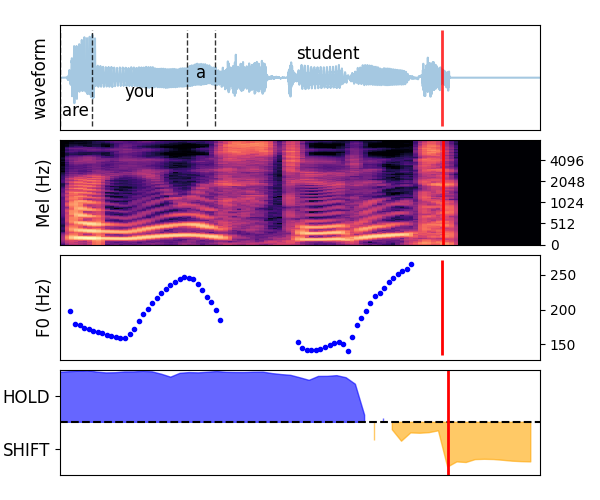 waveform
are
you
a
student
Mel (Hz)
4096
2048
1024
512
0
F0 (Hz)
250
200
150
HOLD
SHIFT